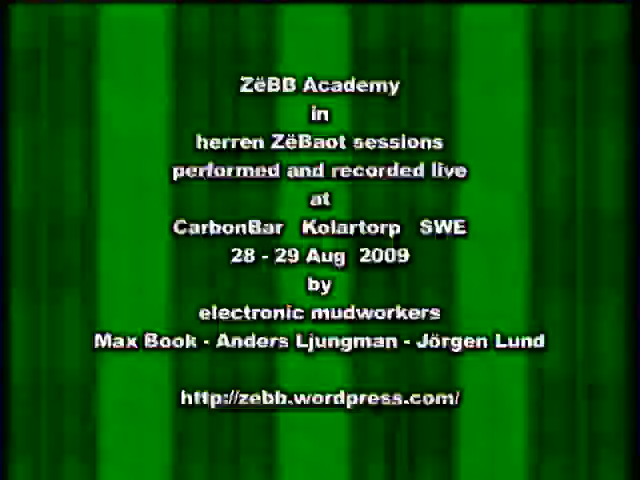 ZëBB Academy
in
herren ZëBaot sessions
performed and recorded live
at
CarbonBar Kolartorp SWE
28 - 29 Aug 2009
by
electronic mudworkers
Max Book - Anders Ljungman - Jörgen Lund
http://zebb.wordpress.com/